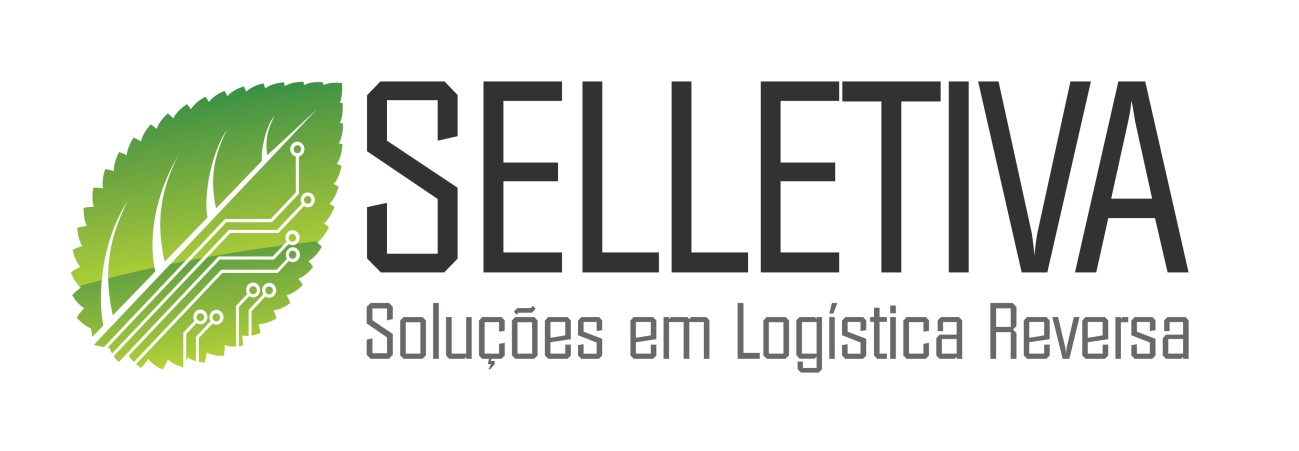 SELLETIVA
Soluções em Logística Reversa